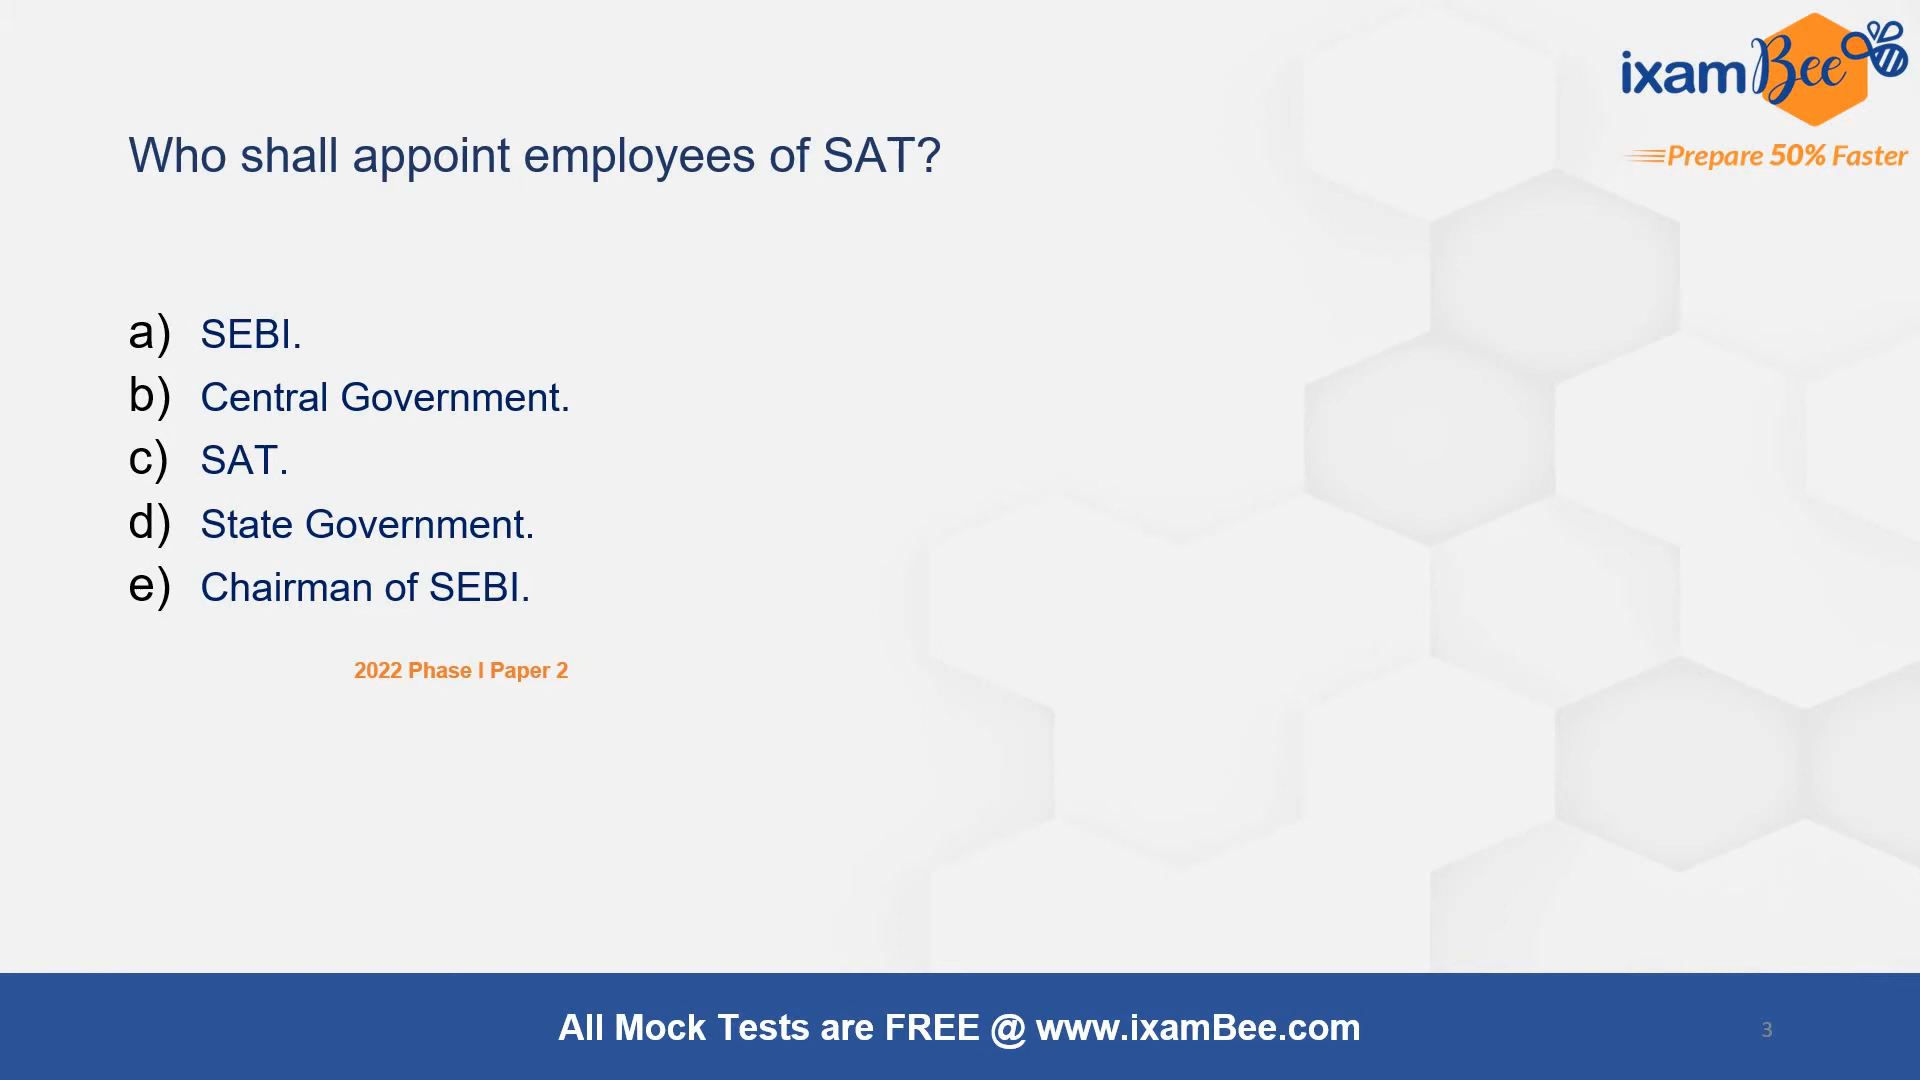 ixamBee
Prepare 50% Faster
Who shall appoint employees of SAT?
a) SEBI.
b) Central Government.
c) SAT.
d) State Government.
e) Chairman of SEBI.
2022 Phase I Paper 2
All Mock Tests are FREE @ www.ixamBee.com
3